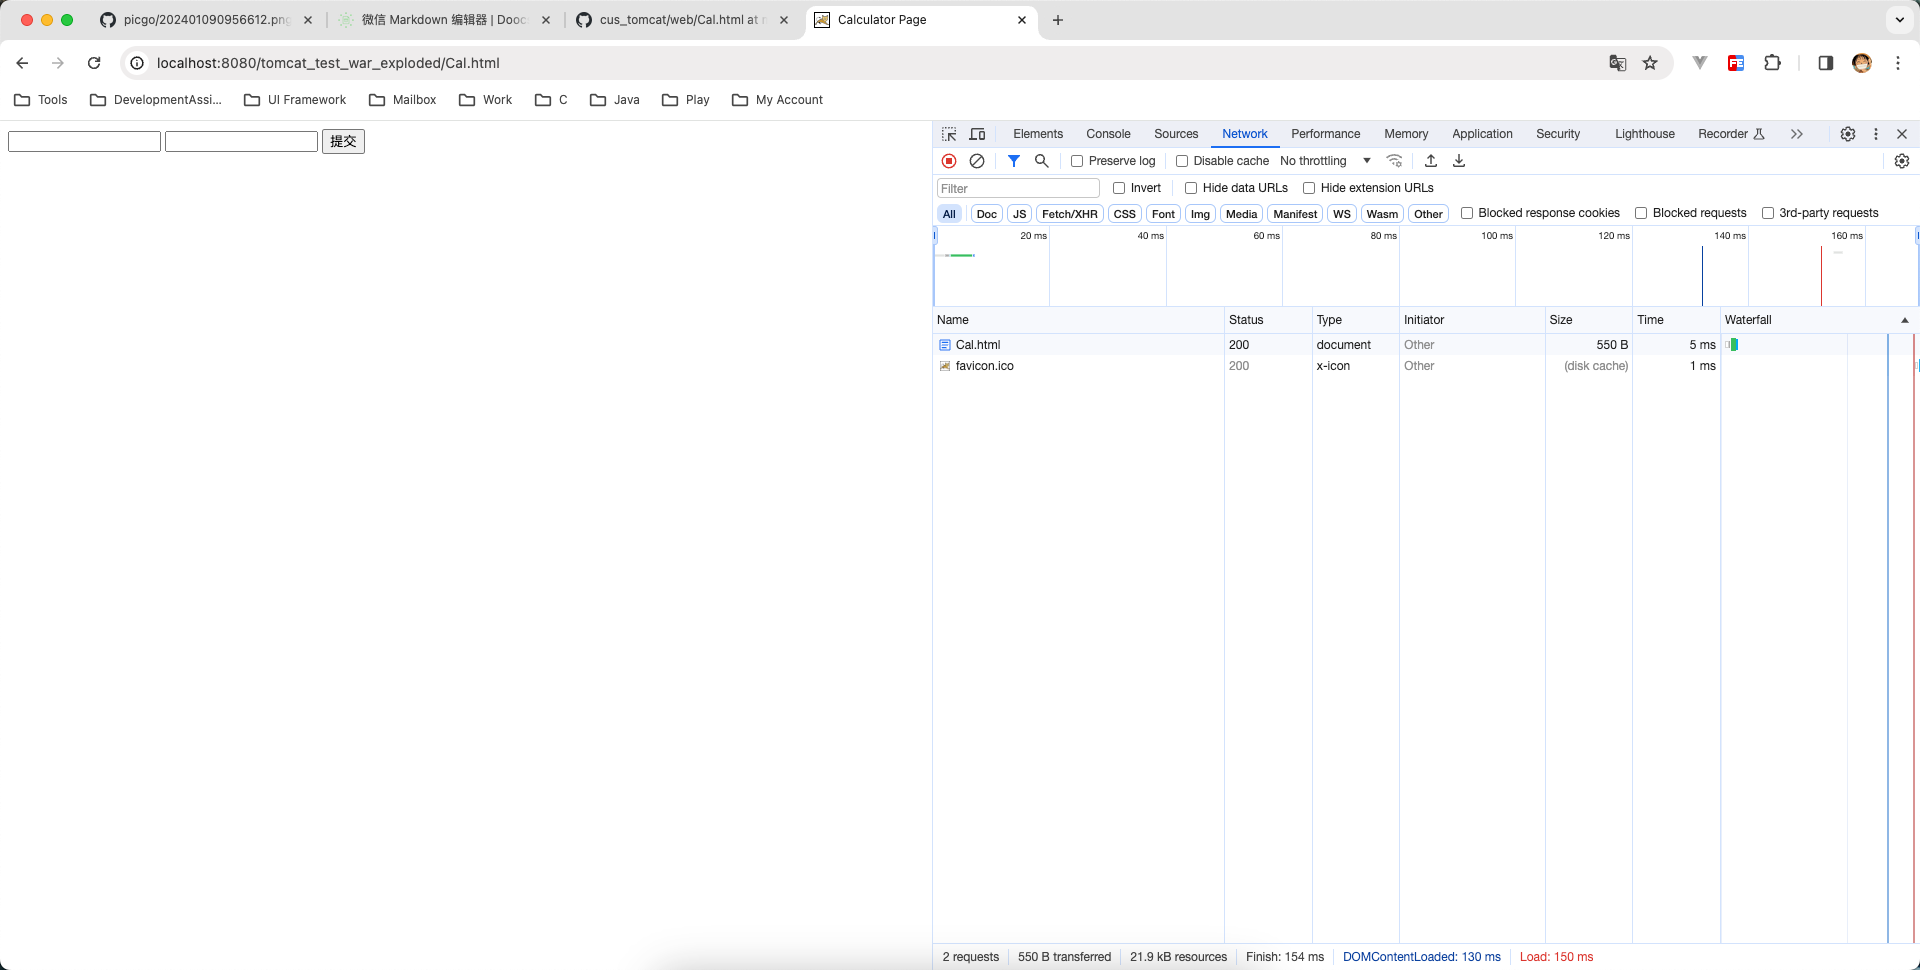 picgo/202401090956612.png
微信 Markdown 编辑器 | Dooc
cus_tomcat/web/Cal.html at
Calculator Page
localhost:8080/tomcat_test_war_exploded/Cal.html
Tools DevelopmentAssi... UI Framework Mailbox Work C Java Play My Account
提交
Elements Console Sources Network Performance Memory Application Security Lighthouse Recorder
Preserve log Disable cache No throttling
Filter Invert Hide data URLs Hide extension URLs
All Doc JS Fetch/XHR CSS Font Img Media Manifest WS Wasm Other Blocked response cookies Blocked requests 3rd-party requests
20 ms 40 ms 60 ms 80 ms 100 ms 120 ms 140 ms 160 ms
Name Status Type Initiator Size Time Waterfall
Cal.html 200 document Other 550 B 5 ms
favicon.ico 200 x-icon Other (disk cache) 1 ms
2 requests 550 B transferred 21.9 kB resources Finish: 154 ms DOMContentLoaded: 130 ms Load: 150 ms